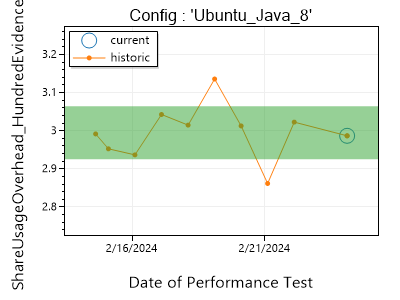 Config : 'Ubuntu_Java_8'
current
historic
ShareUsageOverhead_HundredEvidence
3.2
3.1
3
2.9
2.8
2/16/2024
2/21/2024
Date of Performance Test